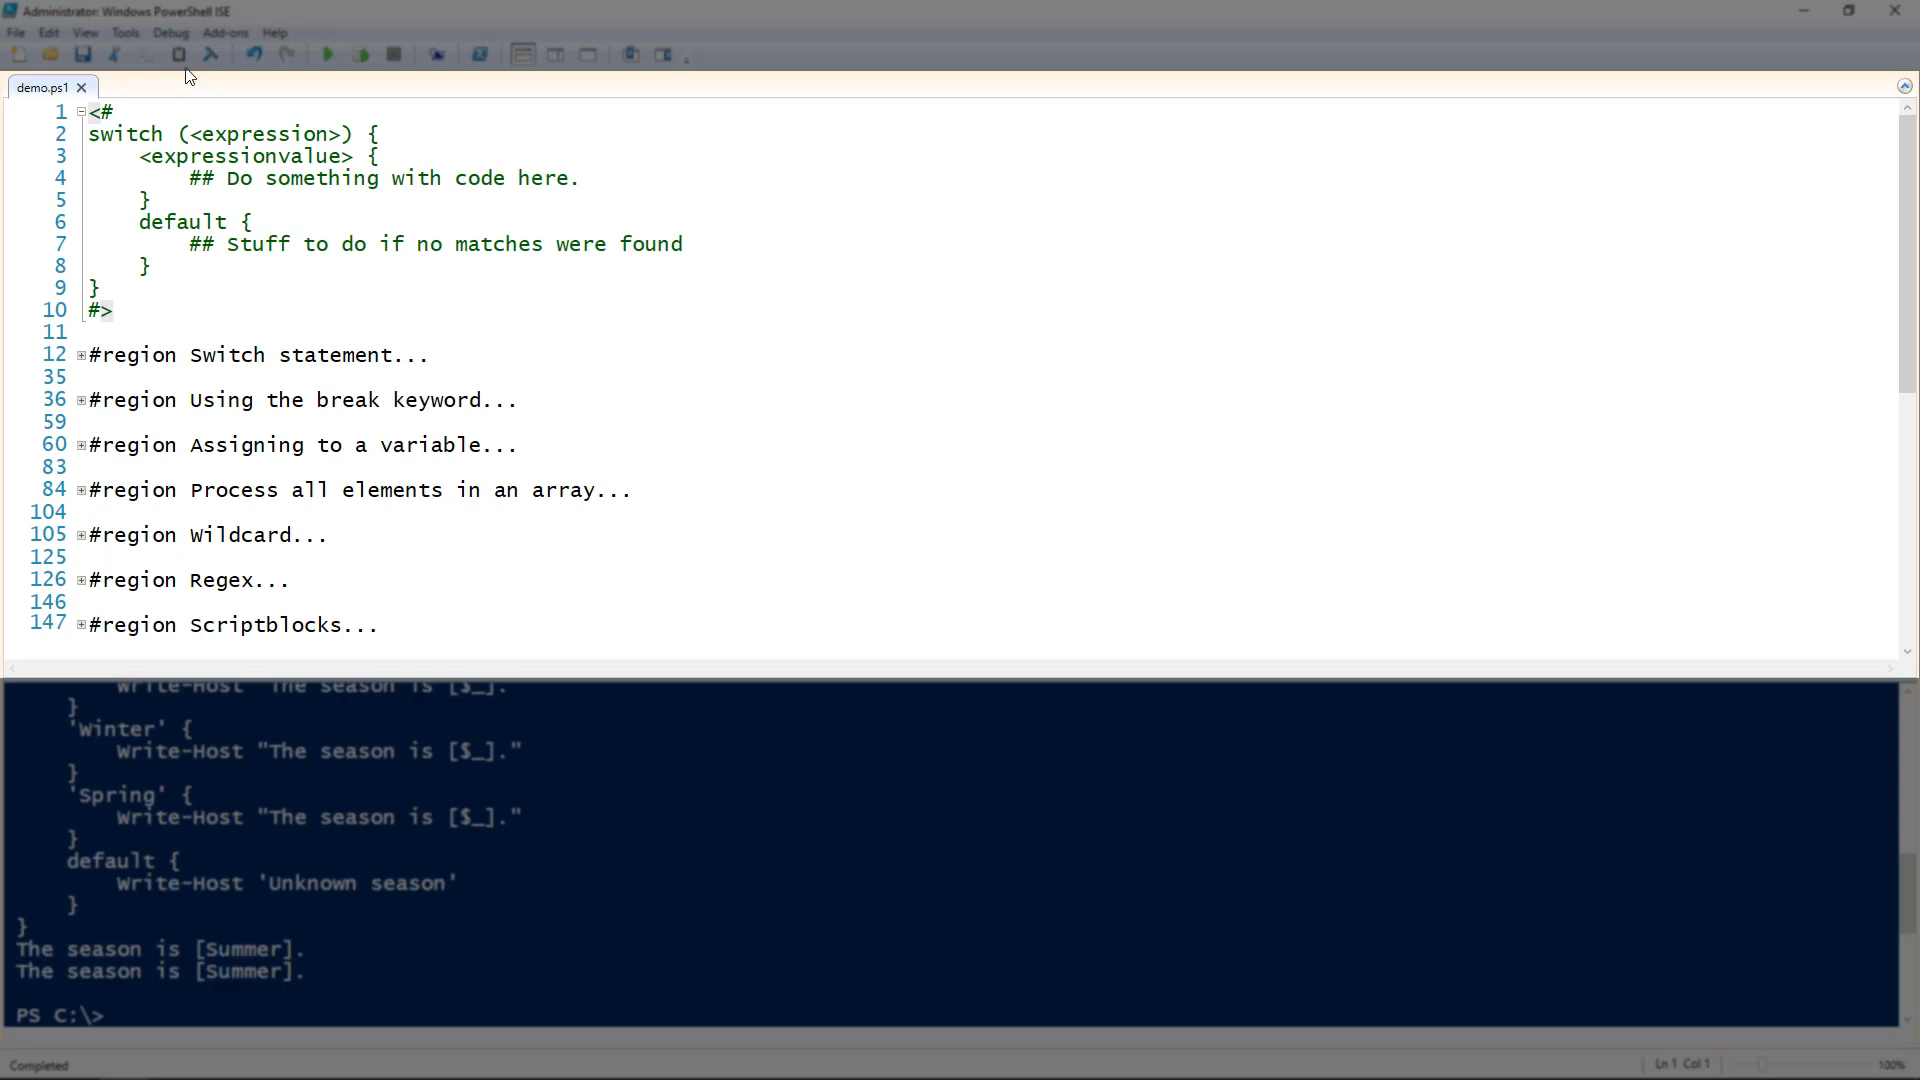 Administrator: Windows PowerShell ISE
File Edit View Tools Debug Add-ons Help
demo.ps1
1 <#
2 switch (<expression>) {
3     <expressionvalue> {
4         ## Do something with code here.
5     }
6     default {
7         ## Stuff to do if no matches were found
8     }
9 }
10 #>
11
12 #region Switch statement...
35
36 #region Using the break keyword...
59
60 #region Assigning to a variable...
83
84 #region Process all elements in an array...
104
105 #region Wildcard...
125
126 #region Regex...
146
147 #region Scriptblocks...
Write-Host "The season is [$_]."
}
'Winter' {
Write-Host "The season is [$_]."
}
'Spring' {
Write-Host "The season is [$_]."
}
default {
Write-Host 'Unknown season'
}
}
The season is [Summer].
The season is [Summer].
PS C:\>
Completed
Ln 1 Col 1
100%